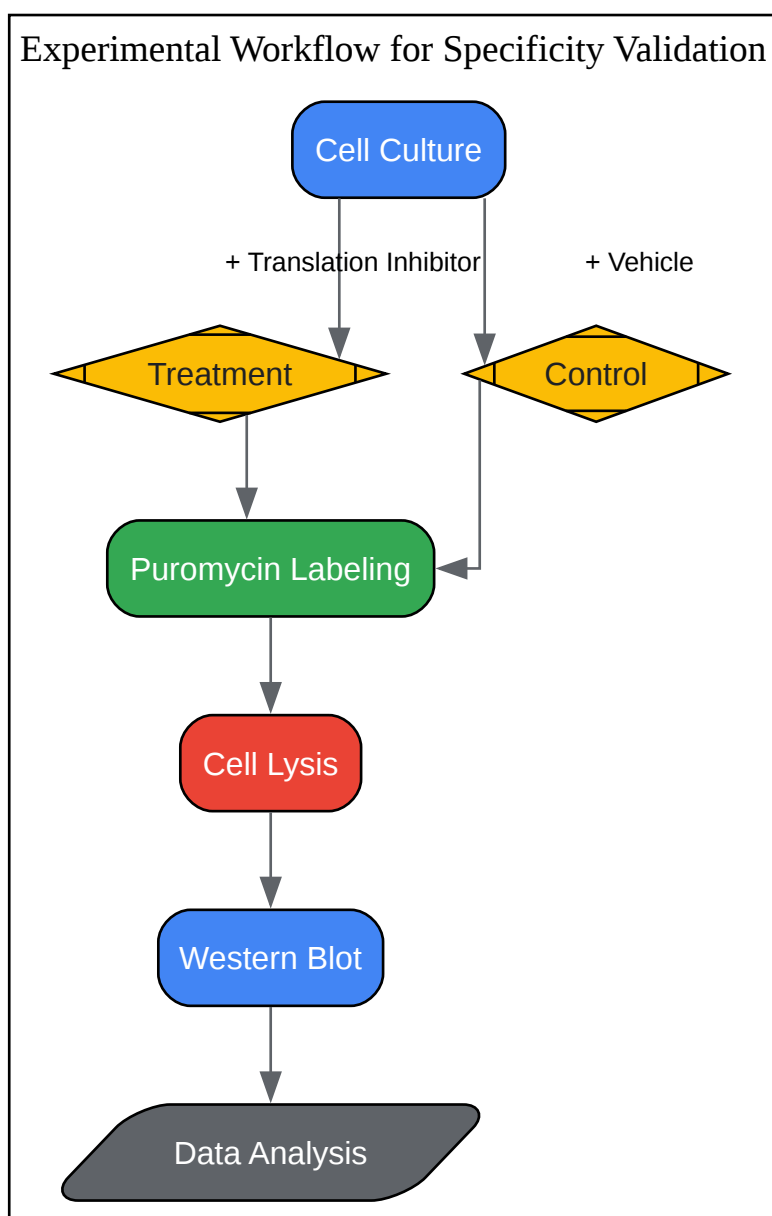 Experimental Workflow for Specificity Validation
Cell Culture
+ Translation Inhibitor
+ Vehicle
Treatment
Control
Puromycin Labeling
Cell Lysis
Western Blot
Data Analysis